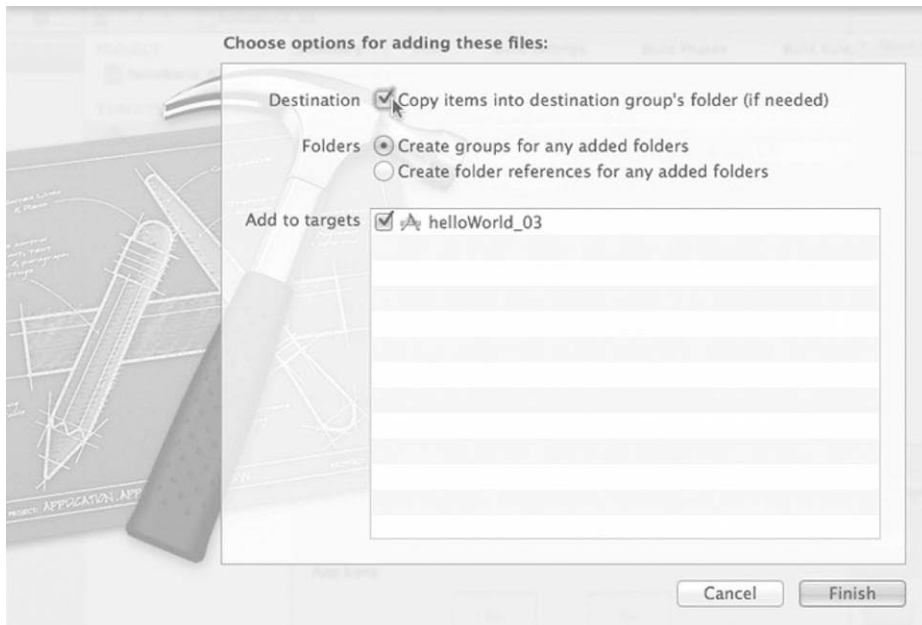 Choose options for adding these files:
Destination Copy items into destination group's folder (if needed)
Folders Create groups for any added folders
Create folder references for any added folders
Add to targets helloWorld_03
Cancel Finish